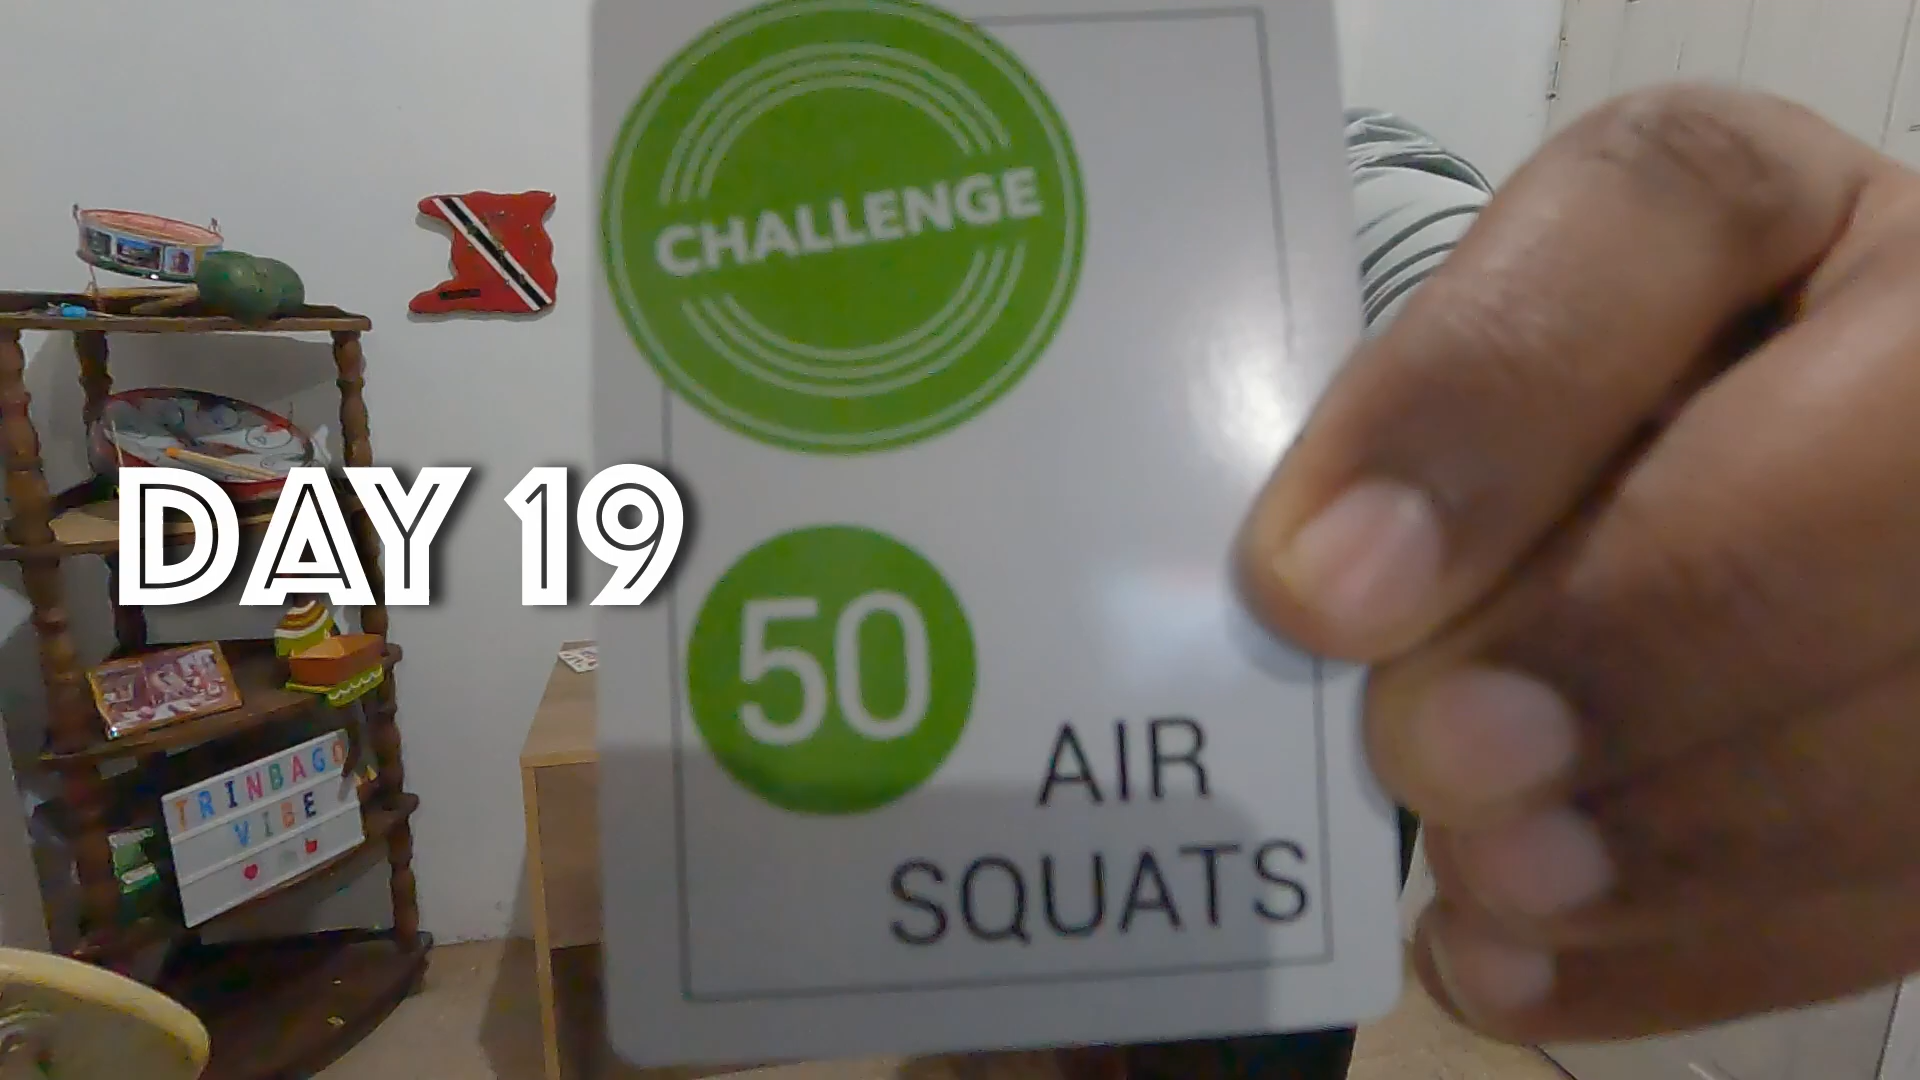 CHALLENGE
DAY 19
50
AIR
SQUATS
TRINBAGO
VIBE